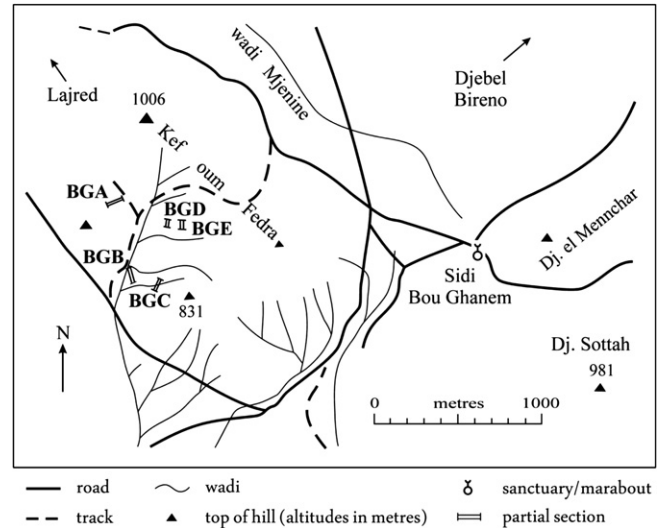 wadi Mjenine
Djebel
Bireno
Lajred
1006
Kef
oum
Fedra
BGA
BGD
BGE
BGB
BGC
831
Dj. el Mennchar
Sidi
Bou Ghanem
N
Dj. Sottah
981
0 metres 1000
road
wadi
sanctuary/marabout
track
top of hill (altitudes in metres)
partial section